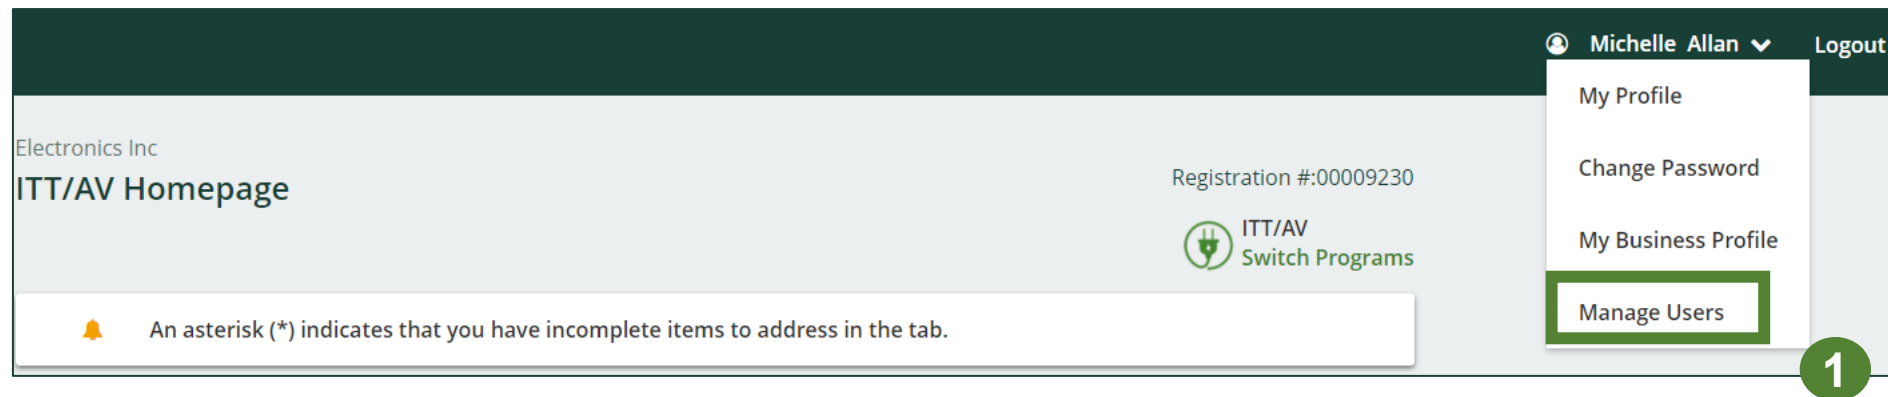 Michelle Allan
Logout
My Profile
Change Password
My Business Profile
Manage Users
Electronics Inc
ITT/AV Homepage
Registration #:00009230
ITT/AV
Switch Programs
An asterisk (*) indicates that you have incomplete items to address in the tab.
1